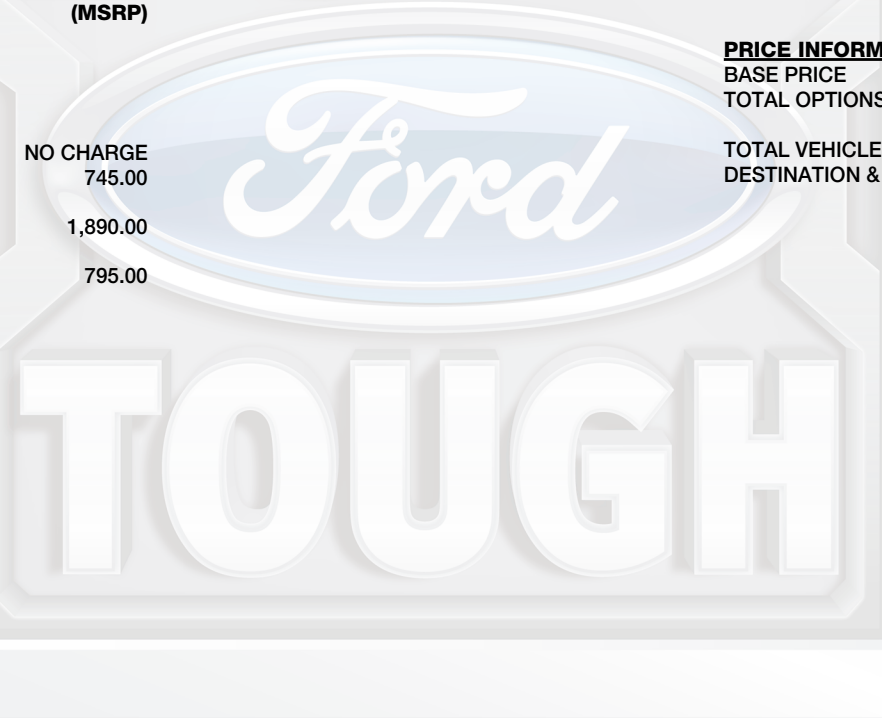 (MSRP)
NO CHARGE
745.00
1,890.00
795.00
PRICE INFORM
BASE PRICE
TOTAL OPTIONS
TOTAL VEHICLE
DESTINATION &
Ford
TOUGH